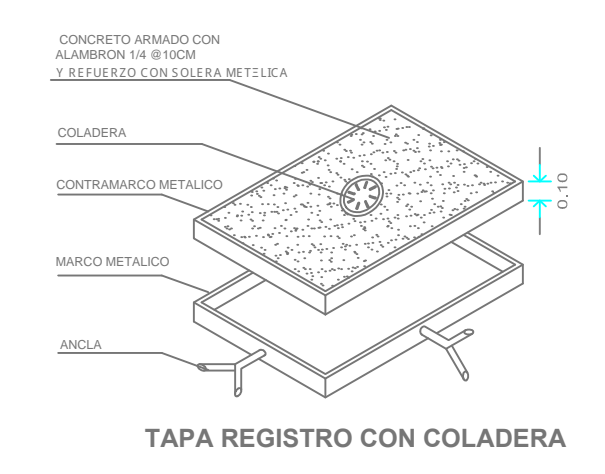 CONCRETO ARMADO CON
ALAMBRON 1/4 @10CM
Y REFUERZO CON SOLERA METΞLICA
COLADERA
CONTRAMARCO METALICO
0.10
MARCO METALICO
ANCLA
TAPA REGISTRO CON COLADERA